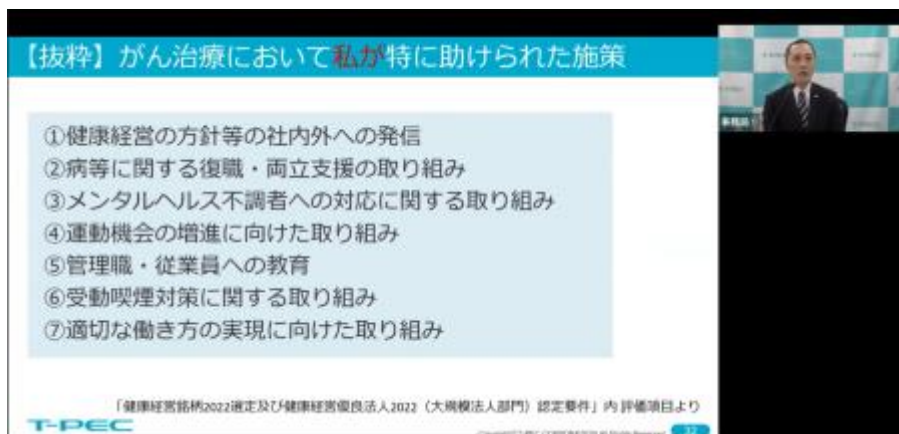 【抜粋】がん治療において私が特に助けられた施策
①健康経営の方針等の社内外への発信
②病等に関する復職・両立支援の取り組み
③メンタルヘルス不調者への対応に関する取り組み
④運動機会の増進に向けた取り組み
⑤管理職・従業員への教育
⑥受動喫煙対策に関する取り組み
⑦適切な働き方の実現に向けた取り組み
「健康経営銘柄2022選定及び健康経営優良法人2022（大規模法人部門）認定要件」内 評価項目より
T-PEC
32